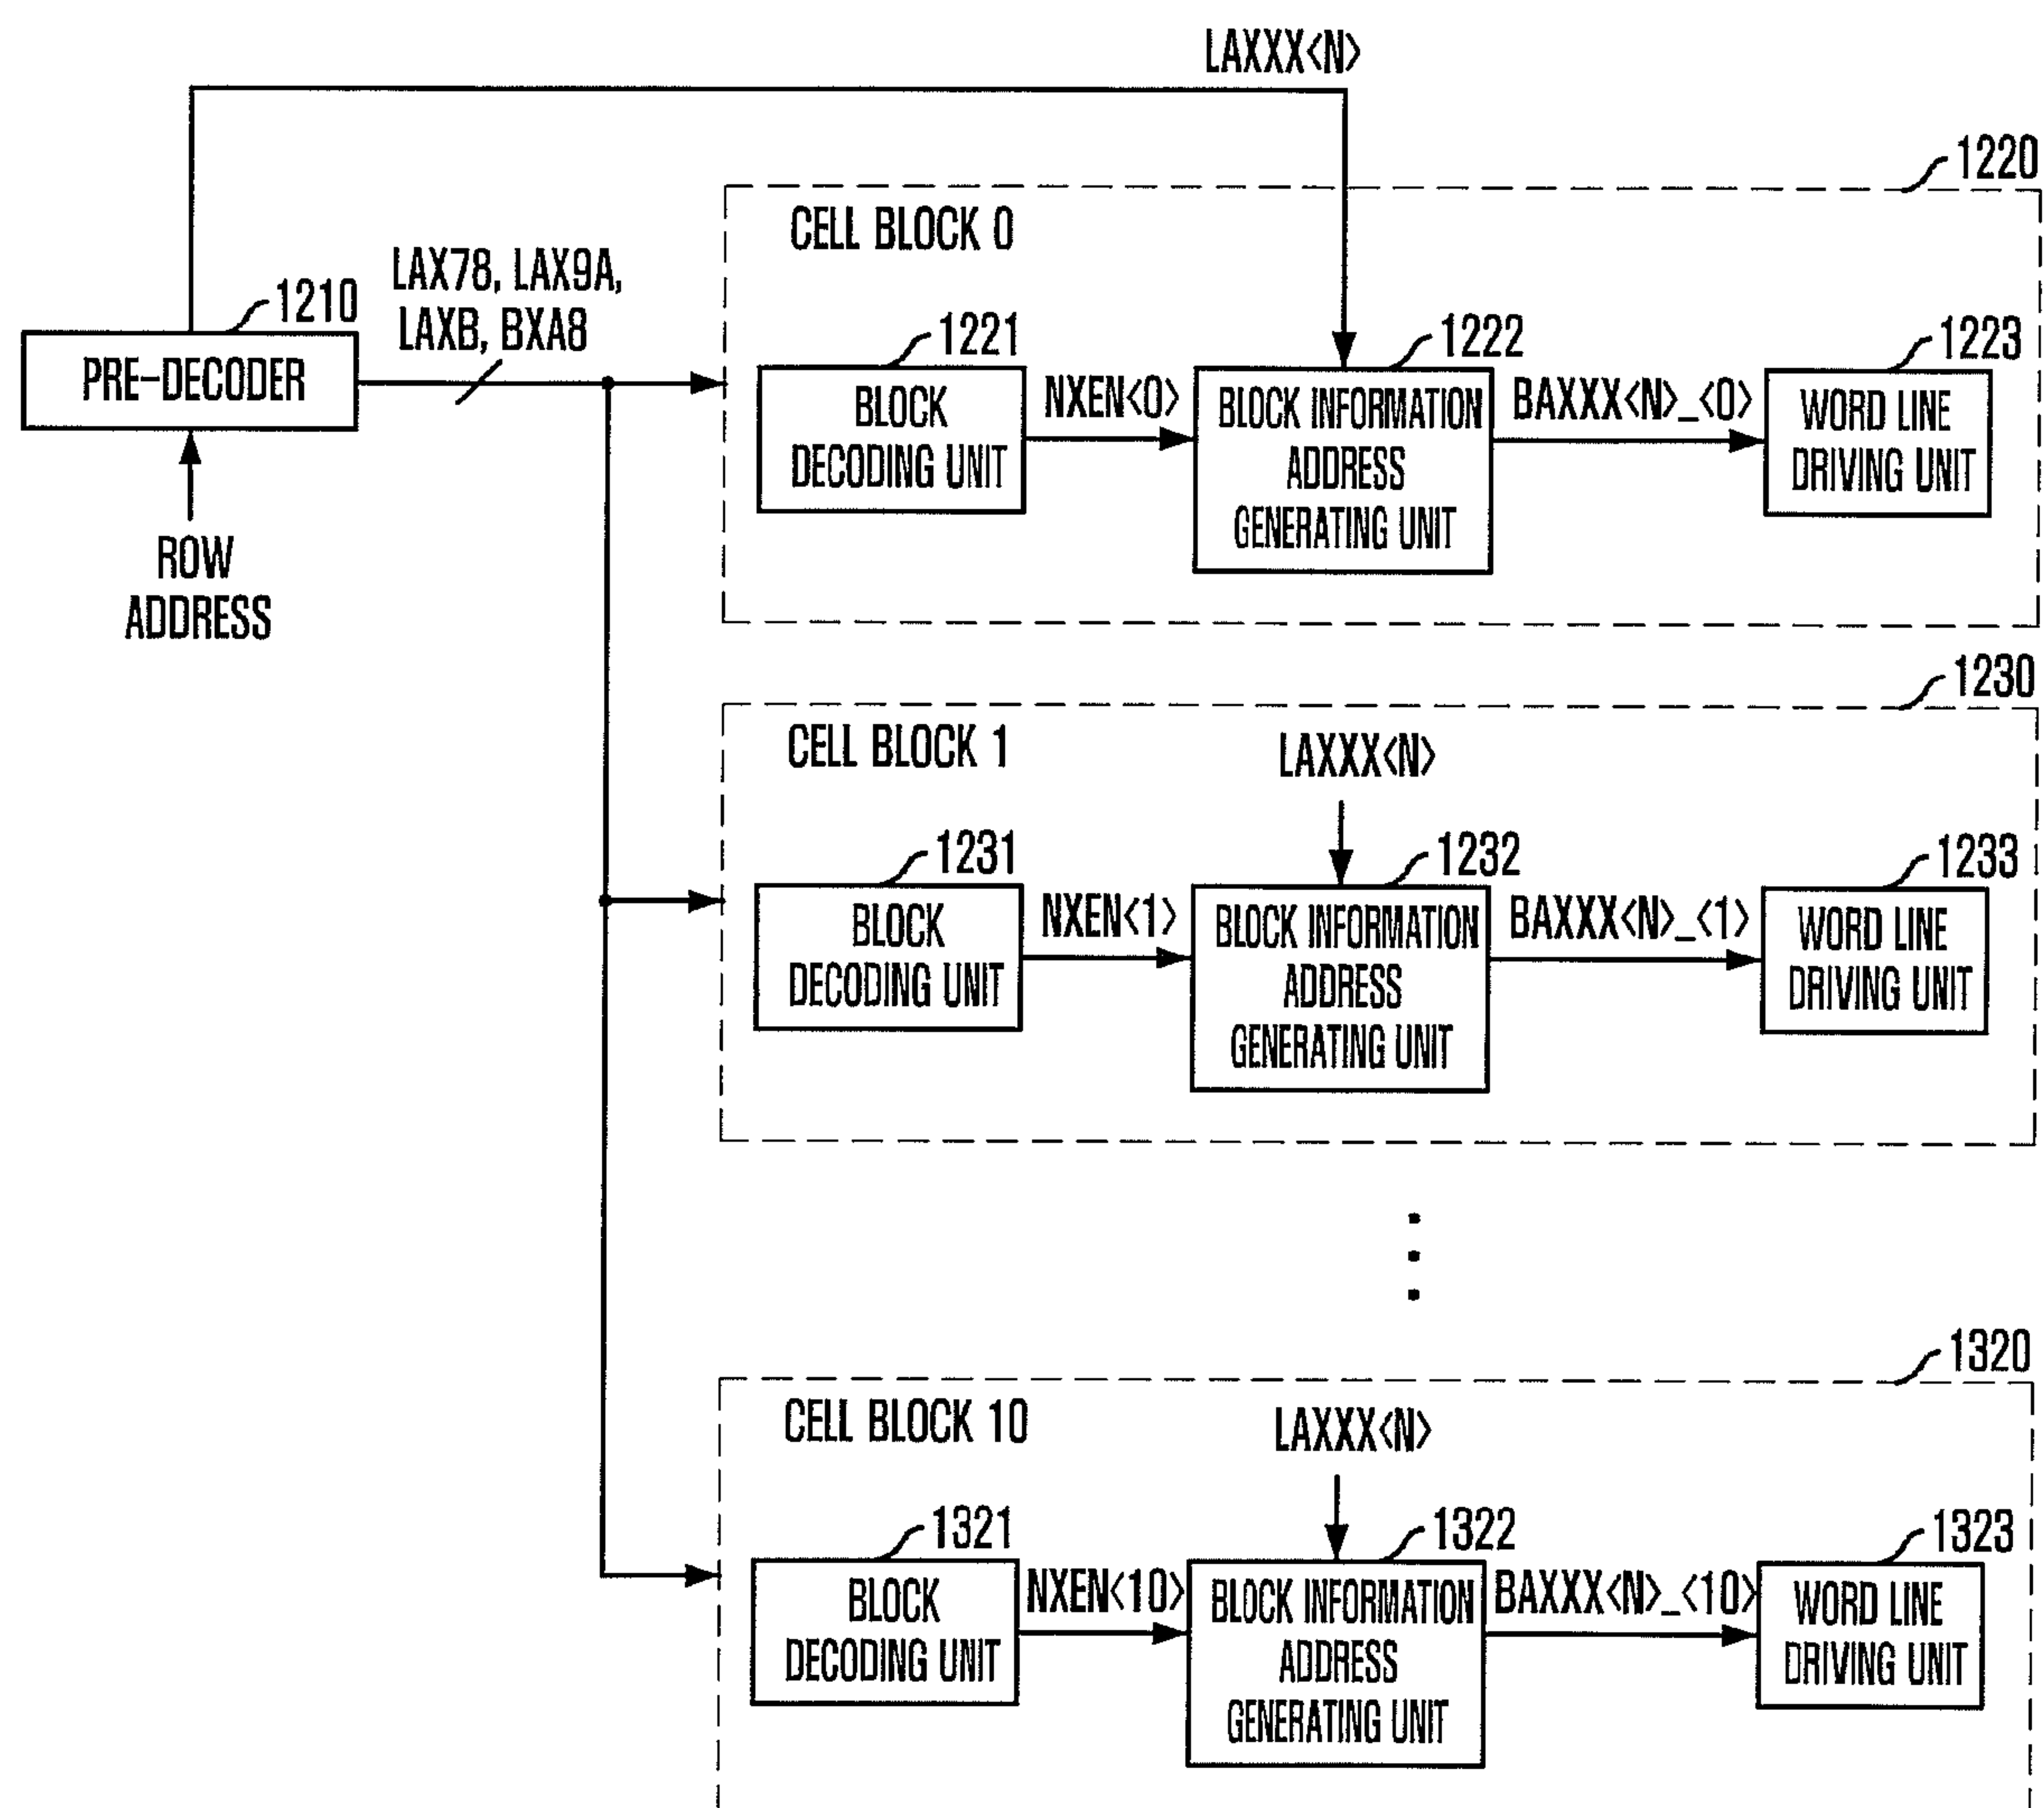 LAXXX<N>
1220
CELL BLOCK 0
LAX78, LAX9A,
LAXB, BXA8
1210
PRE-DECODER
ROW
ADDRESS
1221
BLOCK
DECODING UNIT
NXEN<0>
1222
BLOCK INFORMATION
ADDRESS
GENERATING UNIT
BAXXX<N>_<0>
1223
WORD LINE
DRIVING UNIT
1230
CELL BLOCK 1
LAXXX<N>
1231
BLOCK
DECODING UNIT
NXEN<1>
1232
BLOCK INFORMATION
ADDRESS
GENERATING UNIT
BAXXX<N>_<1>
1233
WORD LINE
DRIVING UNIT
1320
CELL BLOCK 10
LAXXX<N>
1321
BLOCK
DECODING UNIT
NXEN<10>
1322
BLOCK INFORMATION
ADDRESS
GENERATING UNIT
BAXXX<N>_<10>
1323
WORD LINE
DRIVING UNIT